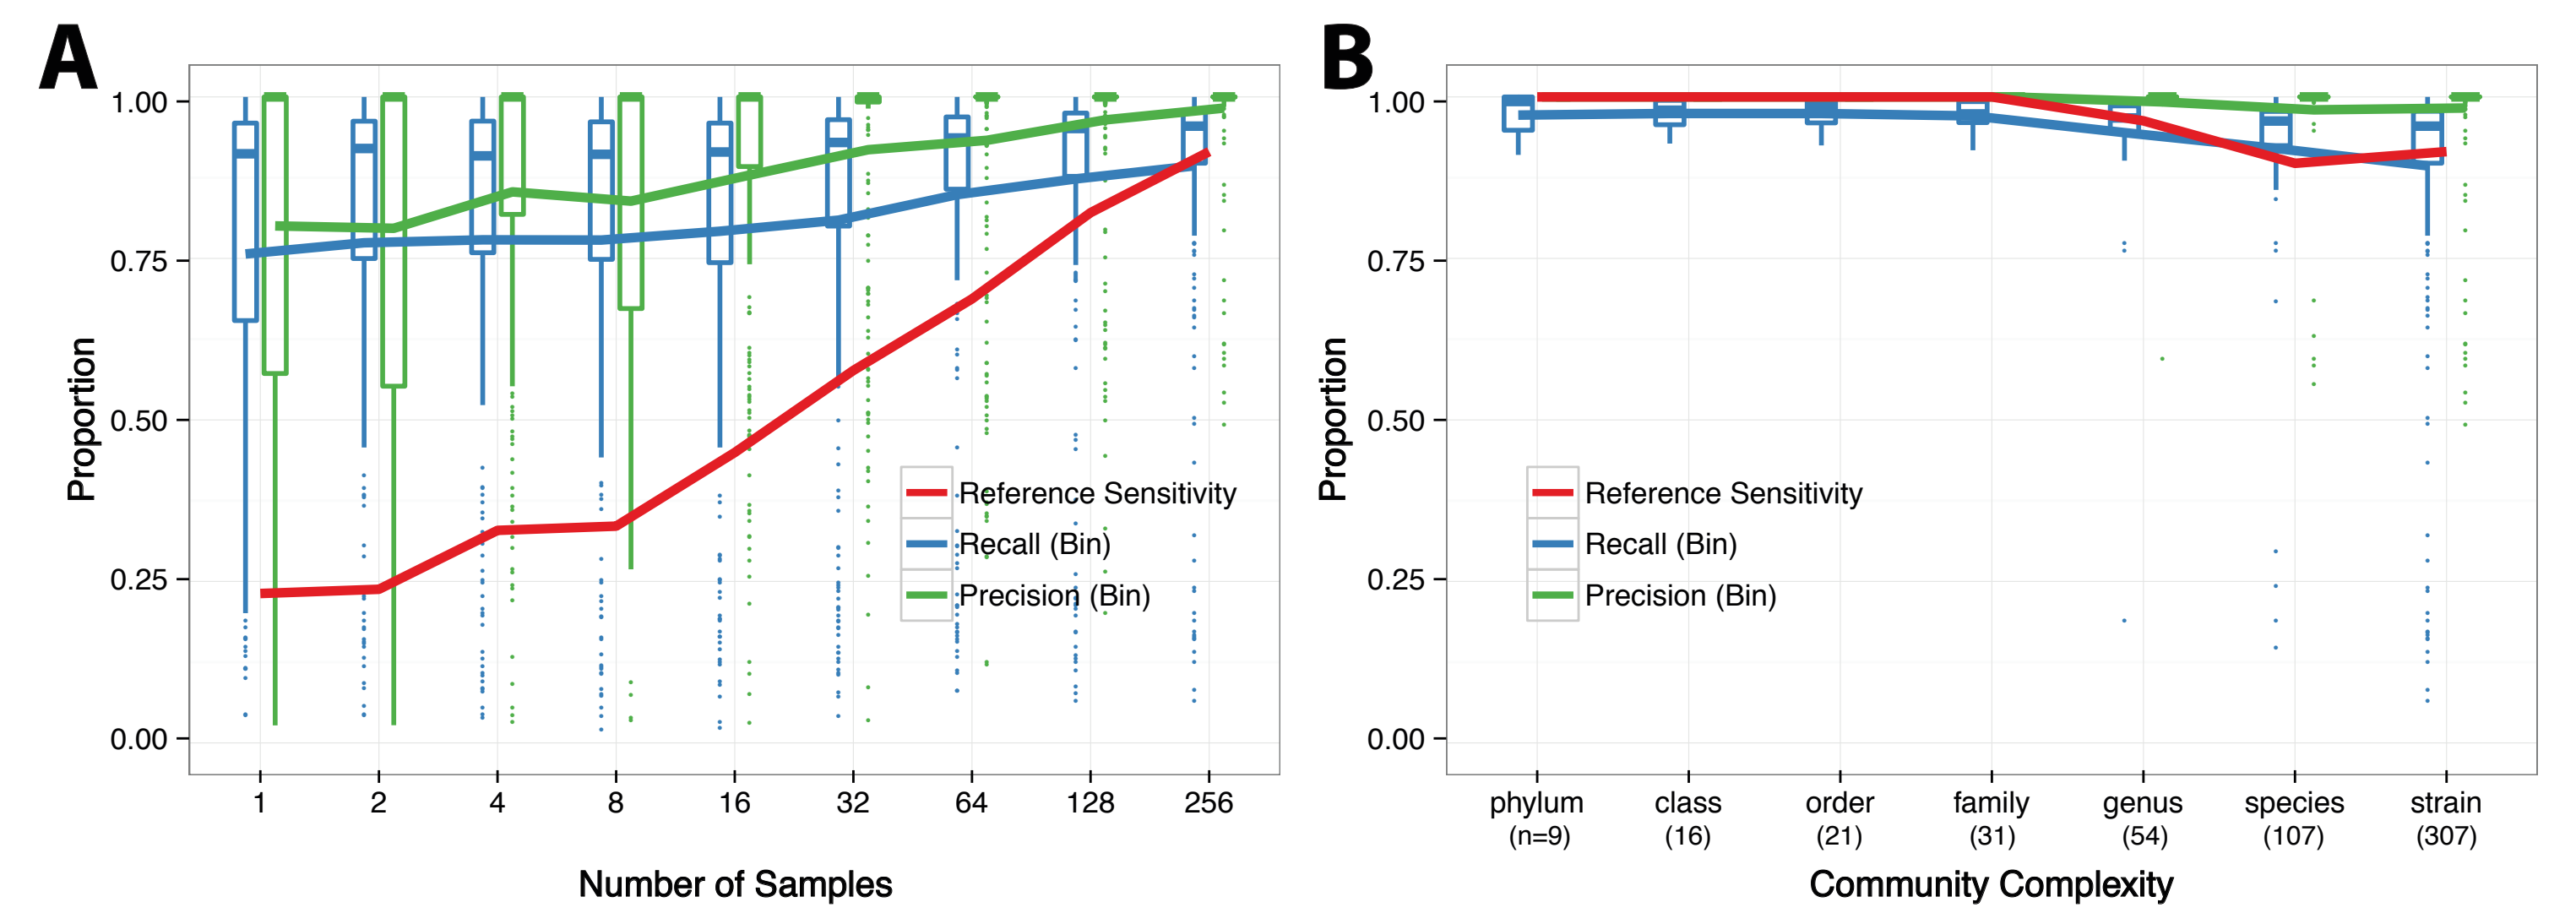 A
B
Proportion
1.00
0.75
0.50
0.25
0.00
Reference Sensitivity
Recall (Bin)
Precision (Bin)
1 2 4 8 16 32 64 128 256
Number of Samples
Proportion
1.00
0.75
0.50
0.25
0.00
Reference Sensitivity
Recall (Bin)
Precision (Bin)
phylum class order family genus species strain
(n=9) (16) (21) (31) (54) (107) (307)
Community Complexity